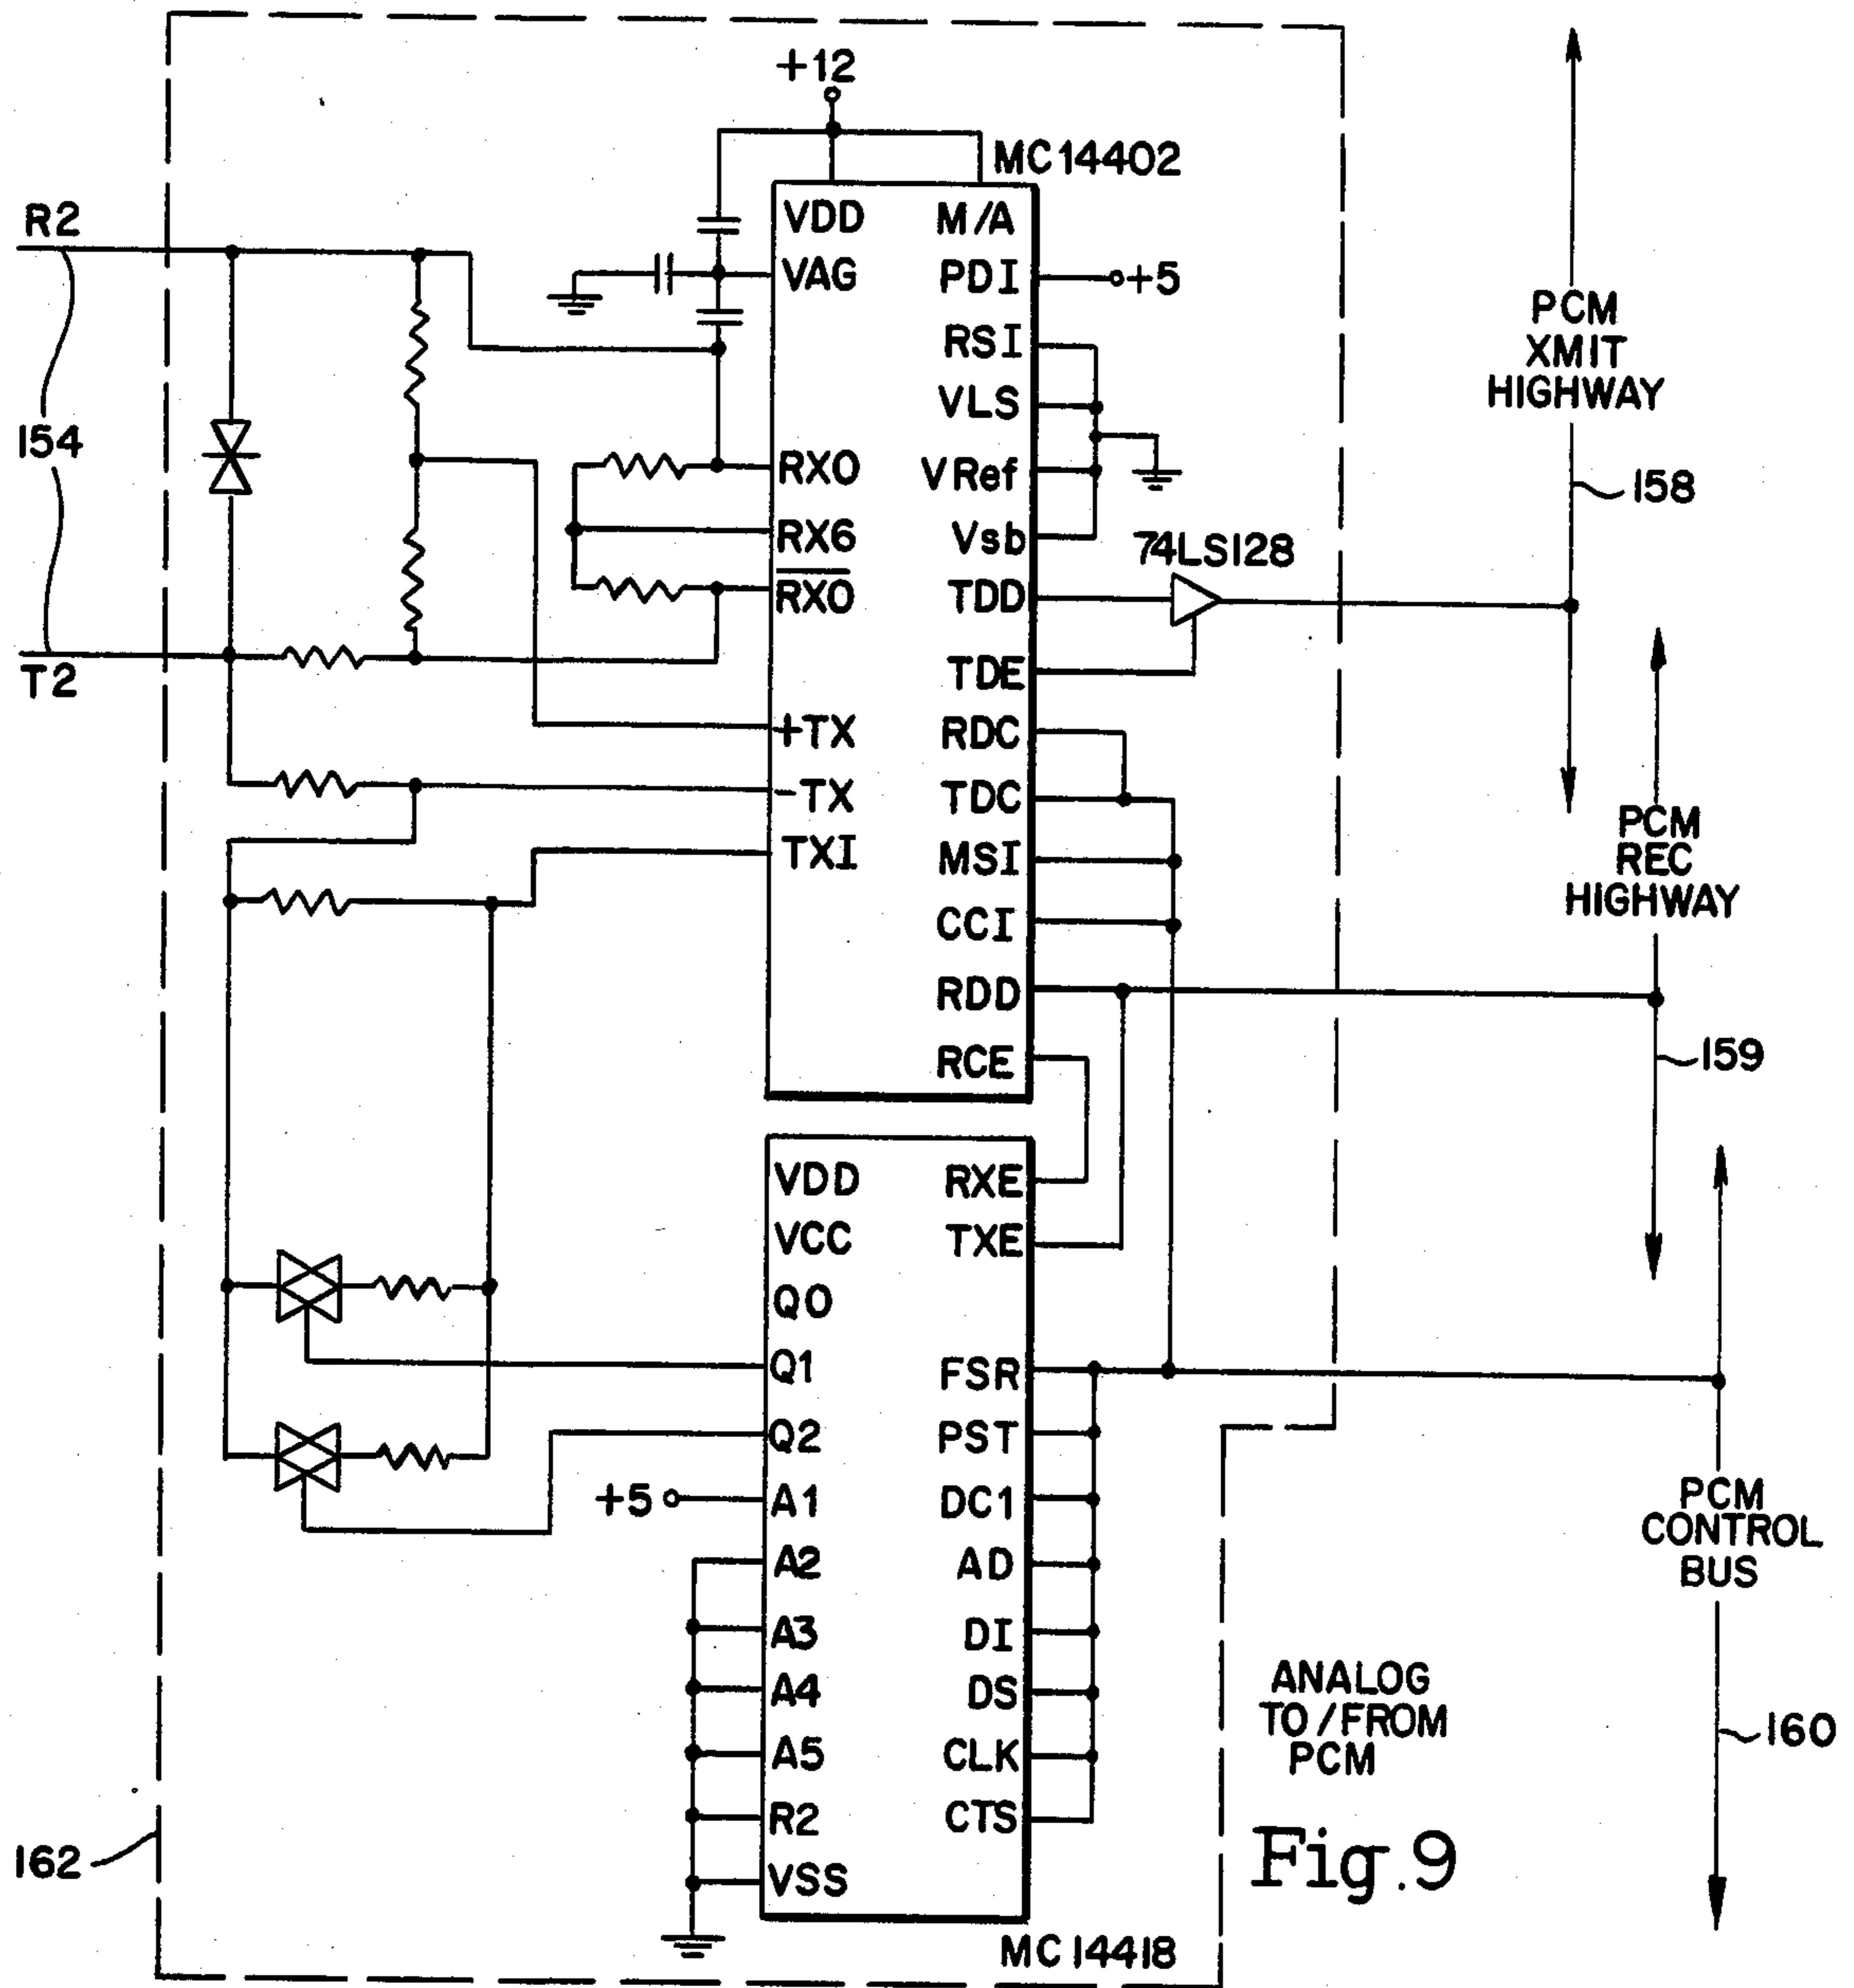 +12
MC14402
R2
154
T2
VDD
VAG
RXO
RX6
RXO
+TX
-TX
TXI
M/A
PDI
+5
RSI
VLS
VRef
Vsb
TDD
TDE
RDC
TDC
MSI
CCI
RDD
RCE
74LS128
PCM
XMIT
HIGHWAY
158
PCM
REC
HIGHWAY
159
VDD
VCC
Q0
Q1
Q2
+5
A1
A2
A3
A4
A5
R2
VSS
RXE
TXE
FSR
PST
DC1
AD
DI
DS
CLK
CTS
MC14418
PCM
CONTROL
BUS
160
ANALOG
TO/FROM
PCM
162
Fig.9